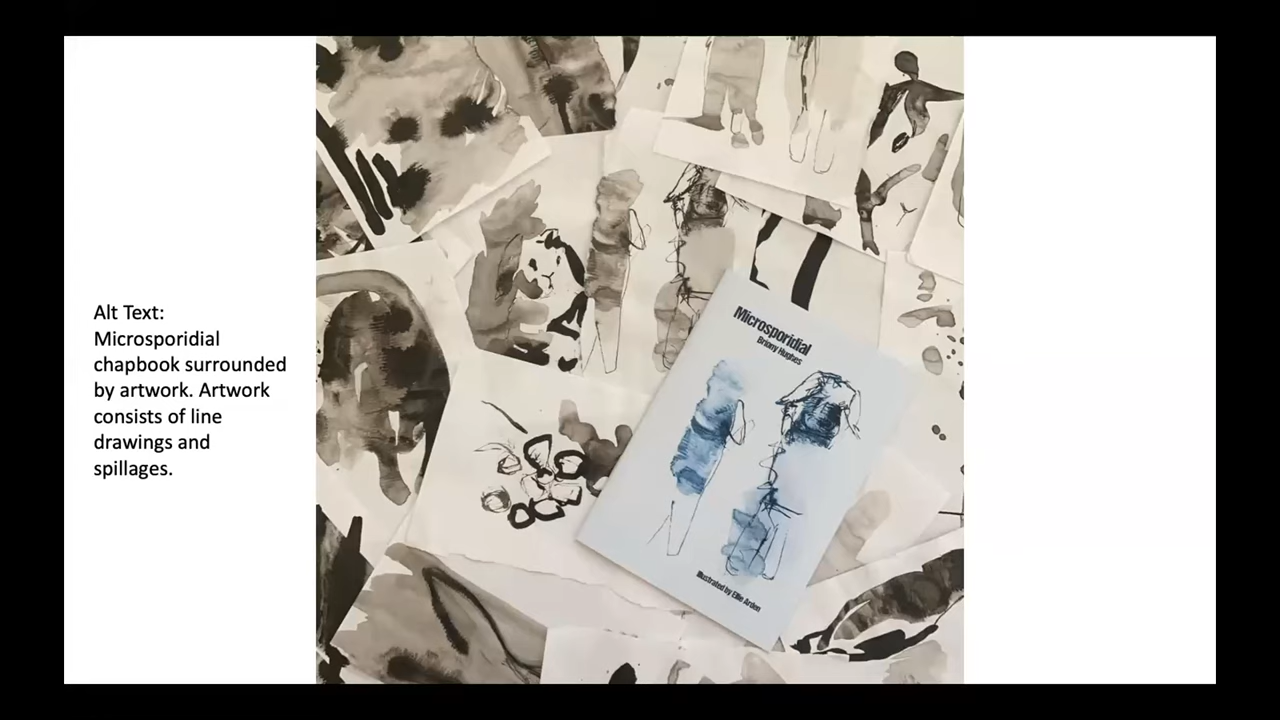 Alt Text:
Microsporidial
chapbook surrounded
by artwork. Artwork
consists of line
drawings and
spillages.
Microsporidial
Briony Hughes
Illustrated by Ellie Arden